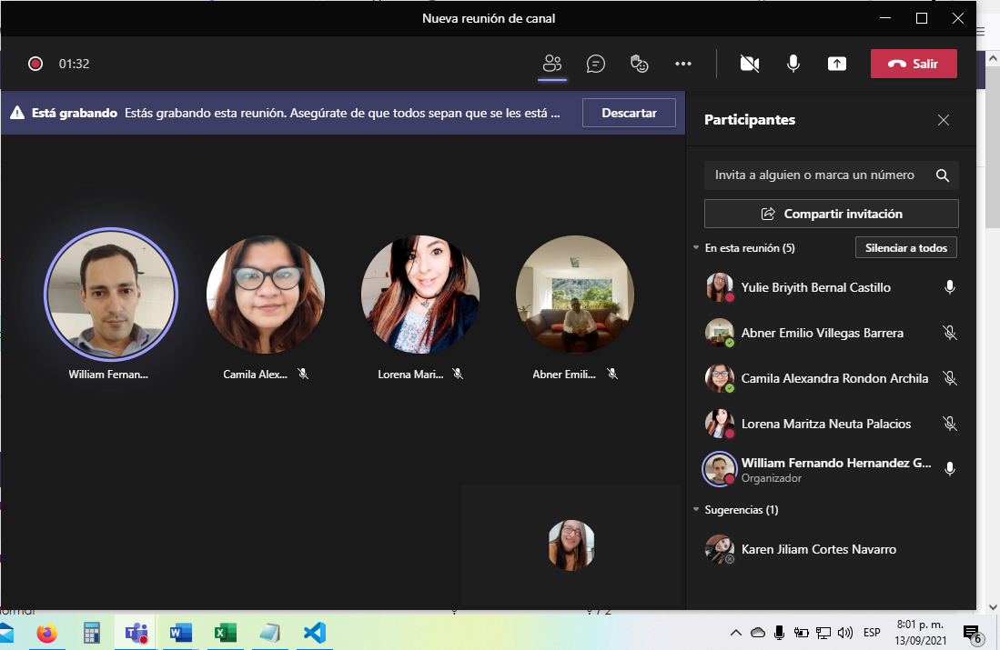 Nueva reunión de canal
01:32
Salir
Está grabando Estás grabando esta reunión. Asegúrate de que todos sepan que se les está ...
Descartar
William Fernan...
Camila Alex...
Lorena Mari...
Abner Emili...
Participantes
Invita a alguien o marca un número
Compartir invitación
En esta reunión (5)
Silenciar a todos
Yulie Briyith Bernal Castillo
Abner Emilio Villegas Barrera
Camila Alexandra Rondon Archila
Lorena Maritza Neuta Palacios
William Fernando Hernandez G...
Organizador
Sugerencias (1)
Karen Jiliam Cortes Navarro
ESP
8:01 p. m.
13/09/2021
6